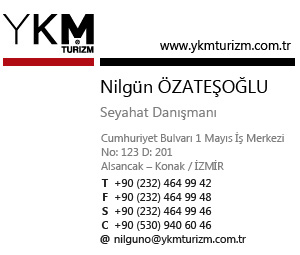 YKM®
TURIZM
www.ykmturizm.com.tr
Nilgün ÖZATEŞOĞLU
Seyahat Danışmanı
Cumhuriyet Bulvarı 1 Mayıs İş Merkezi
No: 123 D: 201
Alsancak – Konak / İZMİR
T +90 (232) 464 99 42
F +90 (232) 464 99 48
S +90 (232) 464 99 46
C +90 (530) 940 60 46
@ nilguno@ykmturizm.com.tr